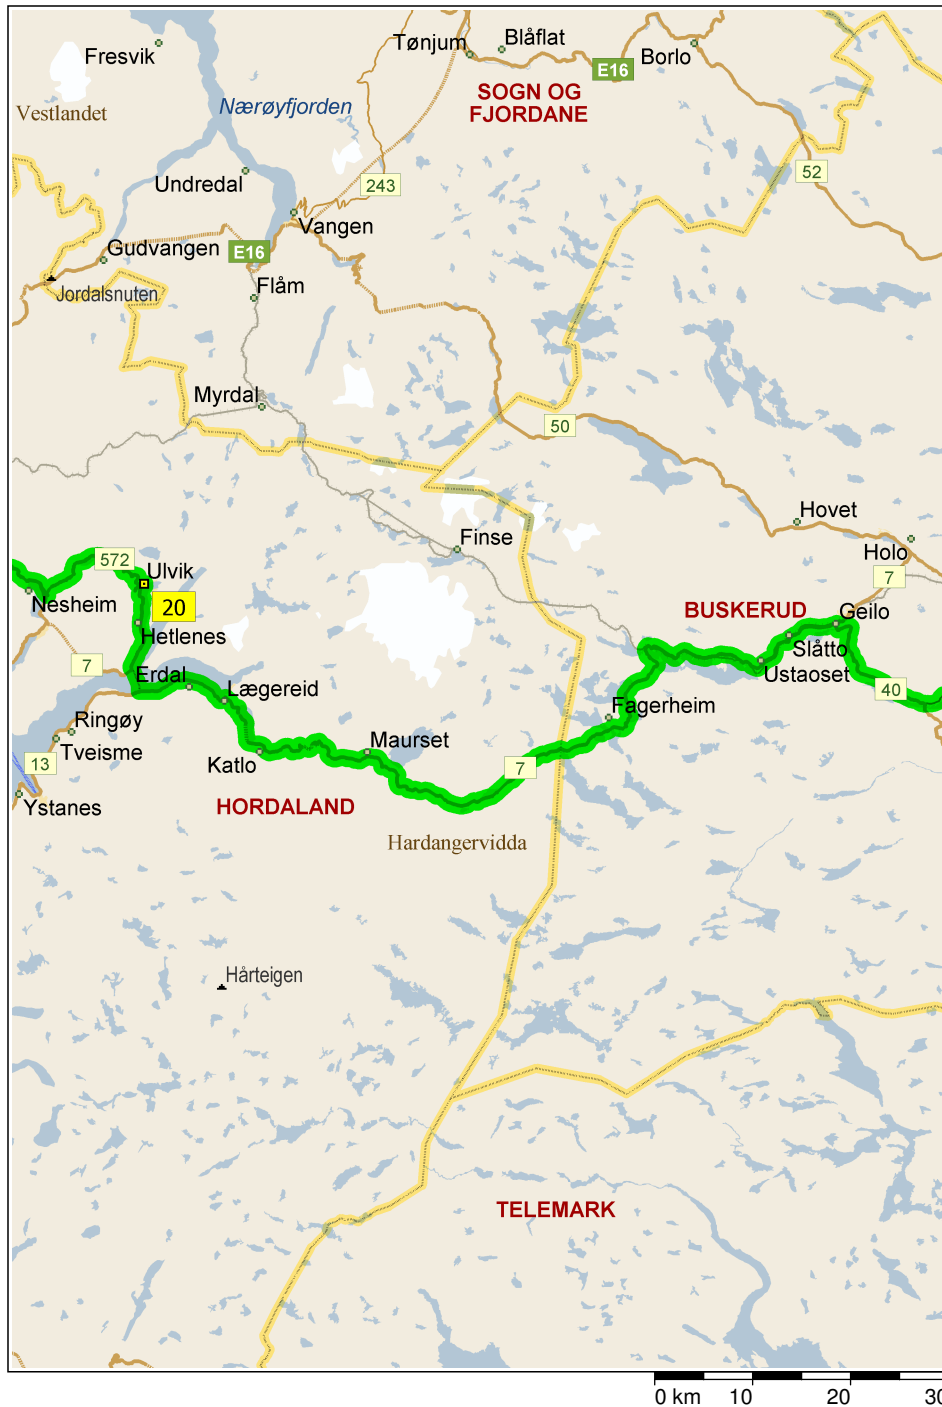 Fresvik
Tønjum
Blåflat
Borlo
E16
SOGN OG
FJORDANE
Vestlandet
Nærøyfjorden
Undredal
243
52
Vangen
Gudvangen
E16
Jordalsnuten
Flåm
Myrdal
50
Hovet
Finse
Holo
572
Ulvik
7
Nesheim
20
BUSKERUD
Geilo
Hetlenes
Slåtto
7
Erdal
Ustaoset
Lægereid
40
Ringøy
Fagerheim
Tveisme
Maurset
13
Katlo
7
Ystanes
HORDALAND
Hardangervidda
Hårteigen
TELEMARK
0 km 10 20 30